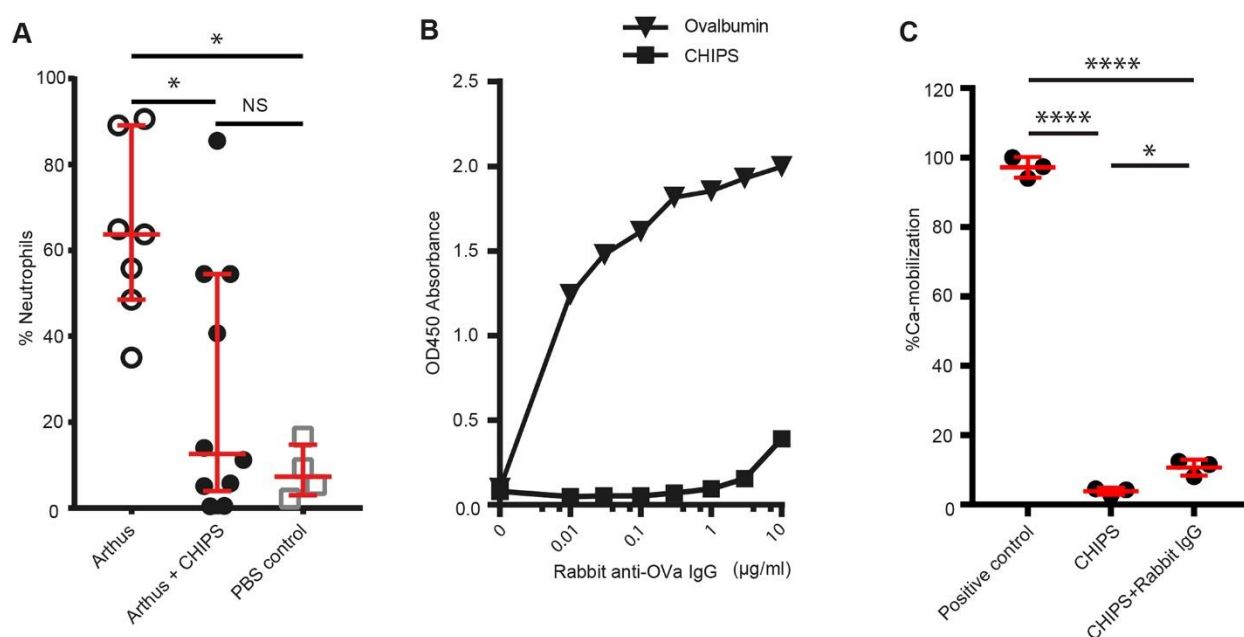 A
*
*
NS
% Neutrophils
100
80
60
40
20
0
Arthus
Arthus + CHIPS
PBS control
B
Ovalbumin
CHIPS
OD450 Absorbance
2.5
2.0
1.5
1.0
0.5
0.0
0
0.01
0.1
1
10
Rabbit anti-OVa IgG (µg/ml)
C
****
****
*
%Ca-mobilization
120
100
80
60
40
20
0
Positive control
CHIPS
CHIPS+Rabbit IgG